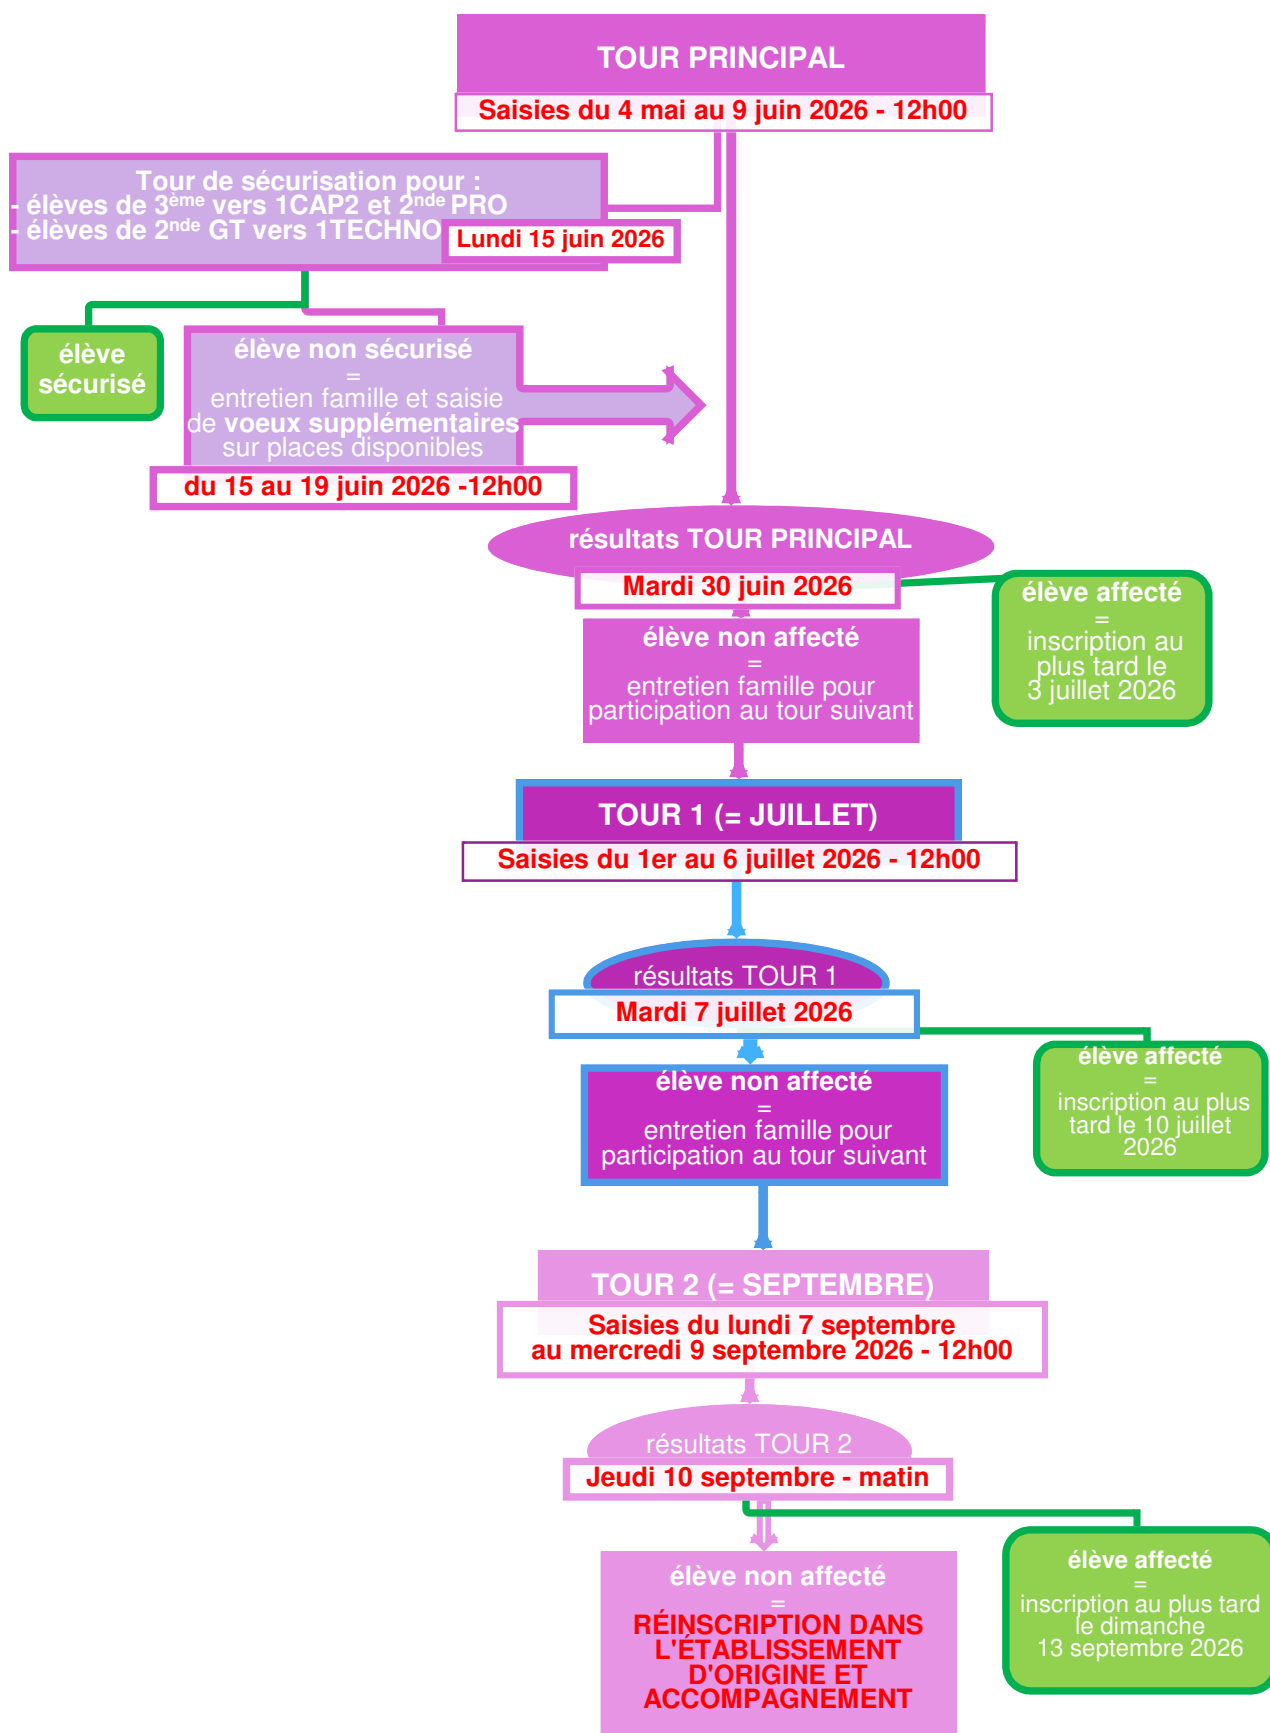 TOUR PRINCIPAL
Saisies du 4 mai au 9 juin 2026 - 12h00
Tour de sécurisation pour :
- élèves de 3ème vers 1CAP2 et 2nde PRO
- élèves de 2nde GT vers 1TECHNO
Lundi 15 juin 2026
élève
sécurisé
élève non sécurisé
=
entretien famille et saisie
de voeux supplémentaires
sur places disponibles
du 15 au 19 juin 2026 -12h00
résultats TOUR PRINCIPAL
Mardi 30 juin 2026
élève affecté
=
inscription au
plus tard le
3 juillet 2026
élève non affecté
=
entretien famille pour
participation au tour suivant
TOUR 1 (= JUILLET)
Saisies du 1er au 6 juillet 2026 - 12h00
résultats TOUR 1
Mardi 7 juillet 2026
élève affecté
=
inscription au plus
tard le 10 juillet
2026
élève non affecté
=
entretien famille pour
participation au tour suivant
TOUR 2 (= SEPTEMBRE)
Saisies du lundi 7 septembre
au mercredi 9 septembre 2026 - 12h00
résultats TOUR 2
Jeudi 10 septembre - matin
élève affecté
=
inscription au plus tard
le dimanche
13 septembre 2026
élève non affecté
=
RÉINSCRIPTION DANS
L'ÉTABLISSEMENT
D'ORIGINE ET
ACCOMPAGNEMENT